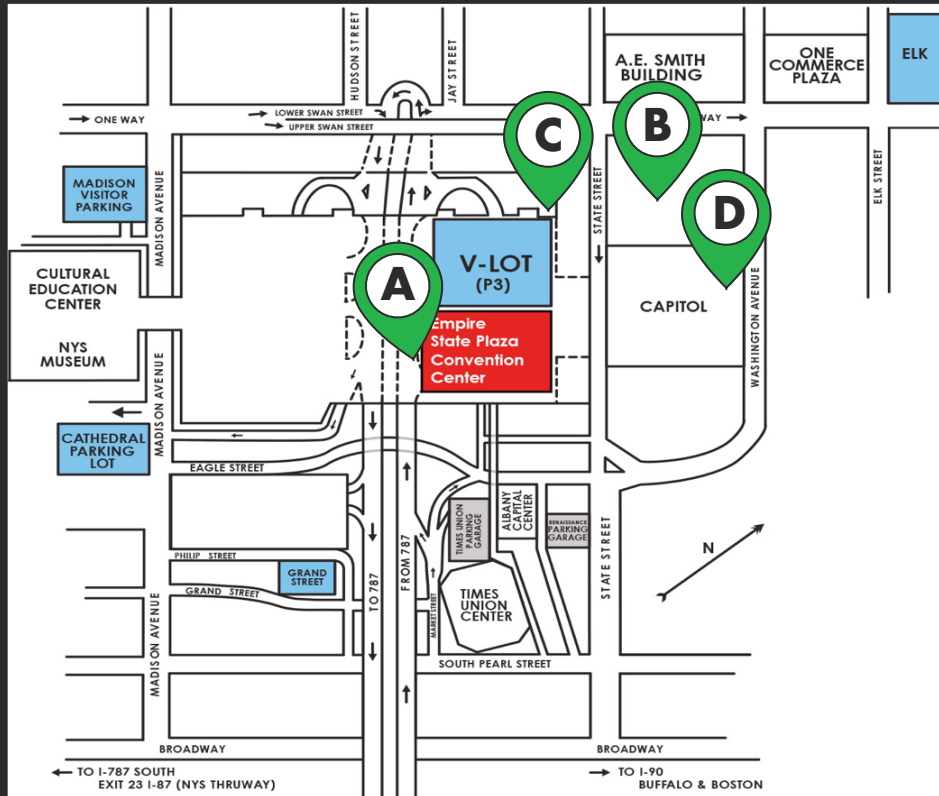 HUDSON STREET
JAY STREET
A.E. SMITH
BUILDING
ONE
COMMERCE
PLAZA
ELK
ONE WAY
LOWER SWAN STREET
UPPER SWAN STREET
C
B
WAY
MADISON
VISITOR
PARKING
MADISON AVENUE
STATE STREET
ELK STREET
D
V-LOT
(P3)
A
CULTURAL
EDUCATION
CENTER
NYS
MUSEUM
CAPITOL
WASHINGTON AVENUE
Empire
State Plaza
Convention
Center
MADISON AVENUE
CATHEDRAL
PARKING
LOT
EAGLE STREET
TIMES UNION
PARKING
GARAGE
ALBANY
CAPITAL
CENTER
RENAISSANCE
PARKING
GARAGE
STATE STREET
N
TO 787
FROM 787
PHILIP STREET
GRAND
STREET
GRAND STREET
MARKET STREET
TIMES
UNION
CENTER
MADISON AVENUE
SOUTH PEARL STREET
BROADWAY
BROADWAY
TO I-787 SOUTH
EXIT 23 I-87 (NYS THRUWAY)
TO I-90
BUFFALO & BOSTON